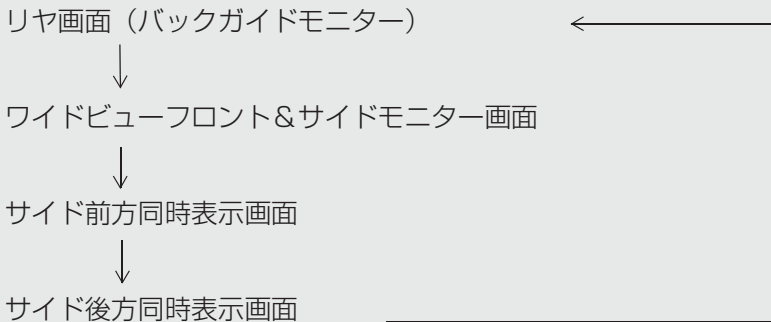 リヤ画面（バックガイドモニター）
ワイドビューフロント＆サイドモニター画面
サイド前方同時表示画面
サイド後方同時表示画面